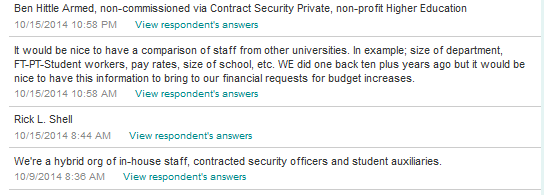 Ben Hittle Armed, non-commissioned via Contract Security Private, non-profit Higher Education
10/15/2014 10:58 PM View respondent's answers
It would be nice to have a comparison of staff from other universities. In example; size of department,
FT-PT-Student workers, pay rates, size of school, etc. WE did one back ten plus years ago but it would be
nice to have this information to bring to our financial requests for budget increases.
10/15/2014 10:58 AM View respondent's answers
Rick L. Shell
10/15/2014 8:44 AM View respondent's answers
We're a hybrid org of in-house staff, contracted security officers and student auxiliaries.
10/9/2014 8:36 AM View respondent's answers